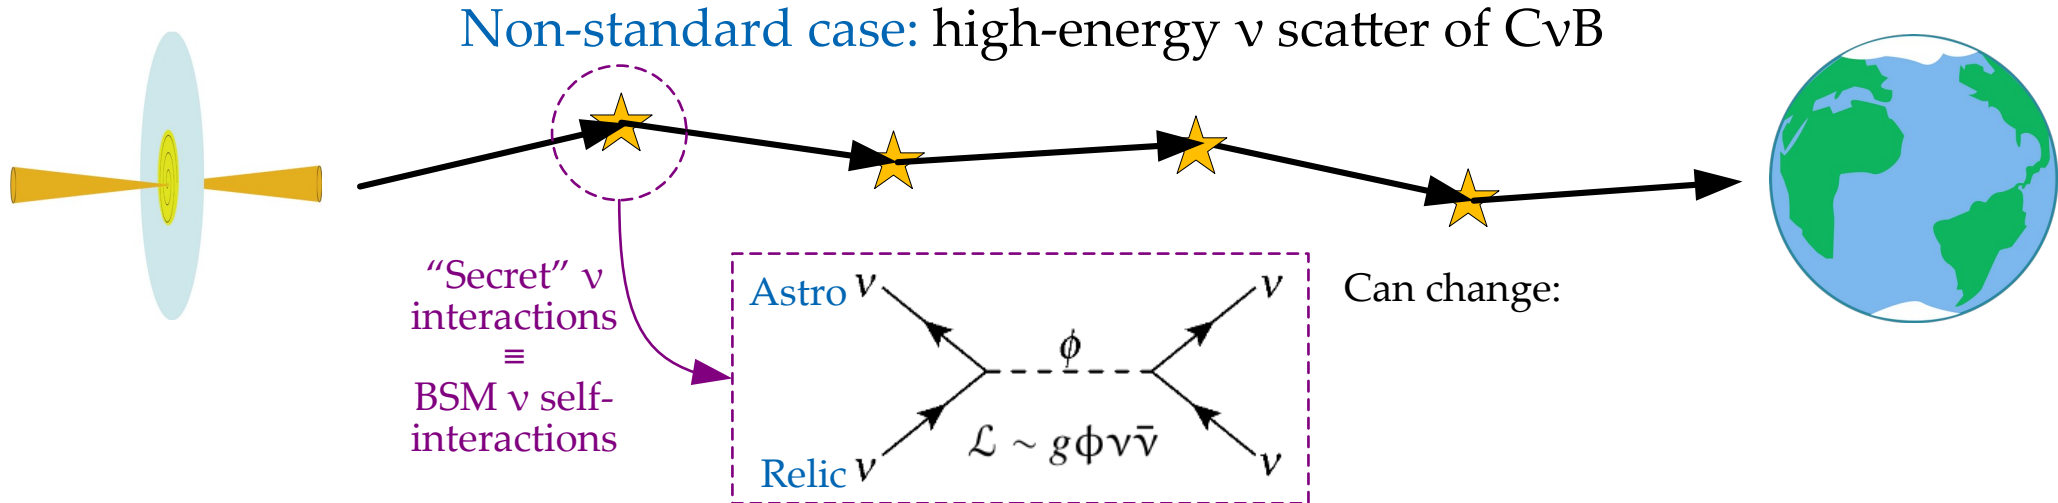 Non-standard case: high-energy ν scatter of CνB
“Secret” ν
interactions
≡
BSM ν self-
interactions
Astro ν
ν
ϕ
ℒ ~ gϕνν̄
Relic ν
ν
Can change: